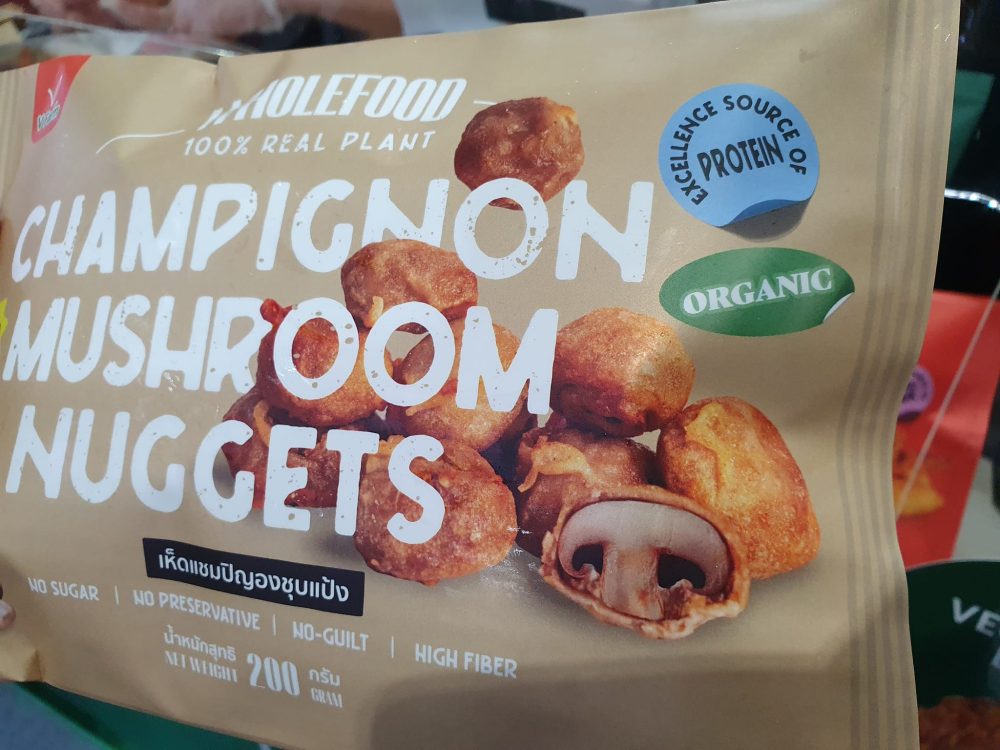 WHOLEFOOD
100% REAL PLANT
CHAMPIGNON
MUSHROOM
NUGGETS
EXCELLENCE SOURCE OF
PROTEIN
ORGANIC
เห็ดแชมปิญองชุบแป้ง
NO SUGAR | NO PRESERVATIVE | NO-GUILT | HIGH FIBER
น้ำหนักสุทธิ 200 กรัม
NET WEIGHT GRAM